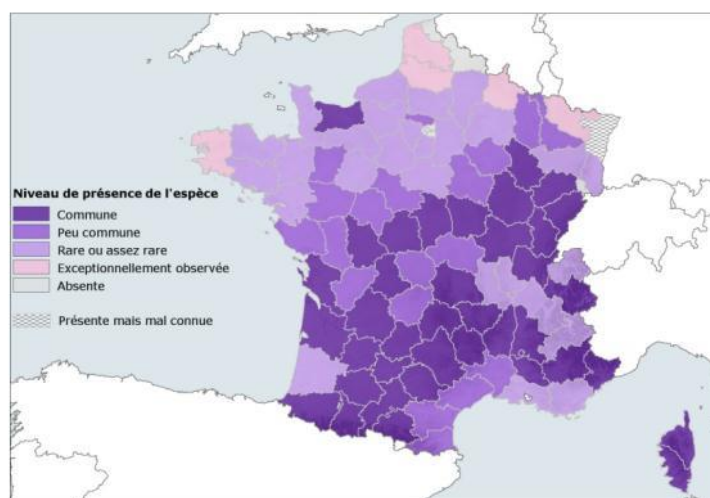 Niveau de présence de l'espèce
Commune
Peu commune
Rare ou assez rare
Exceptionnellement observée
Absente
Présente mais mal connue